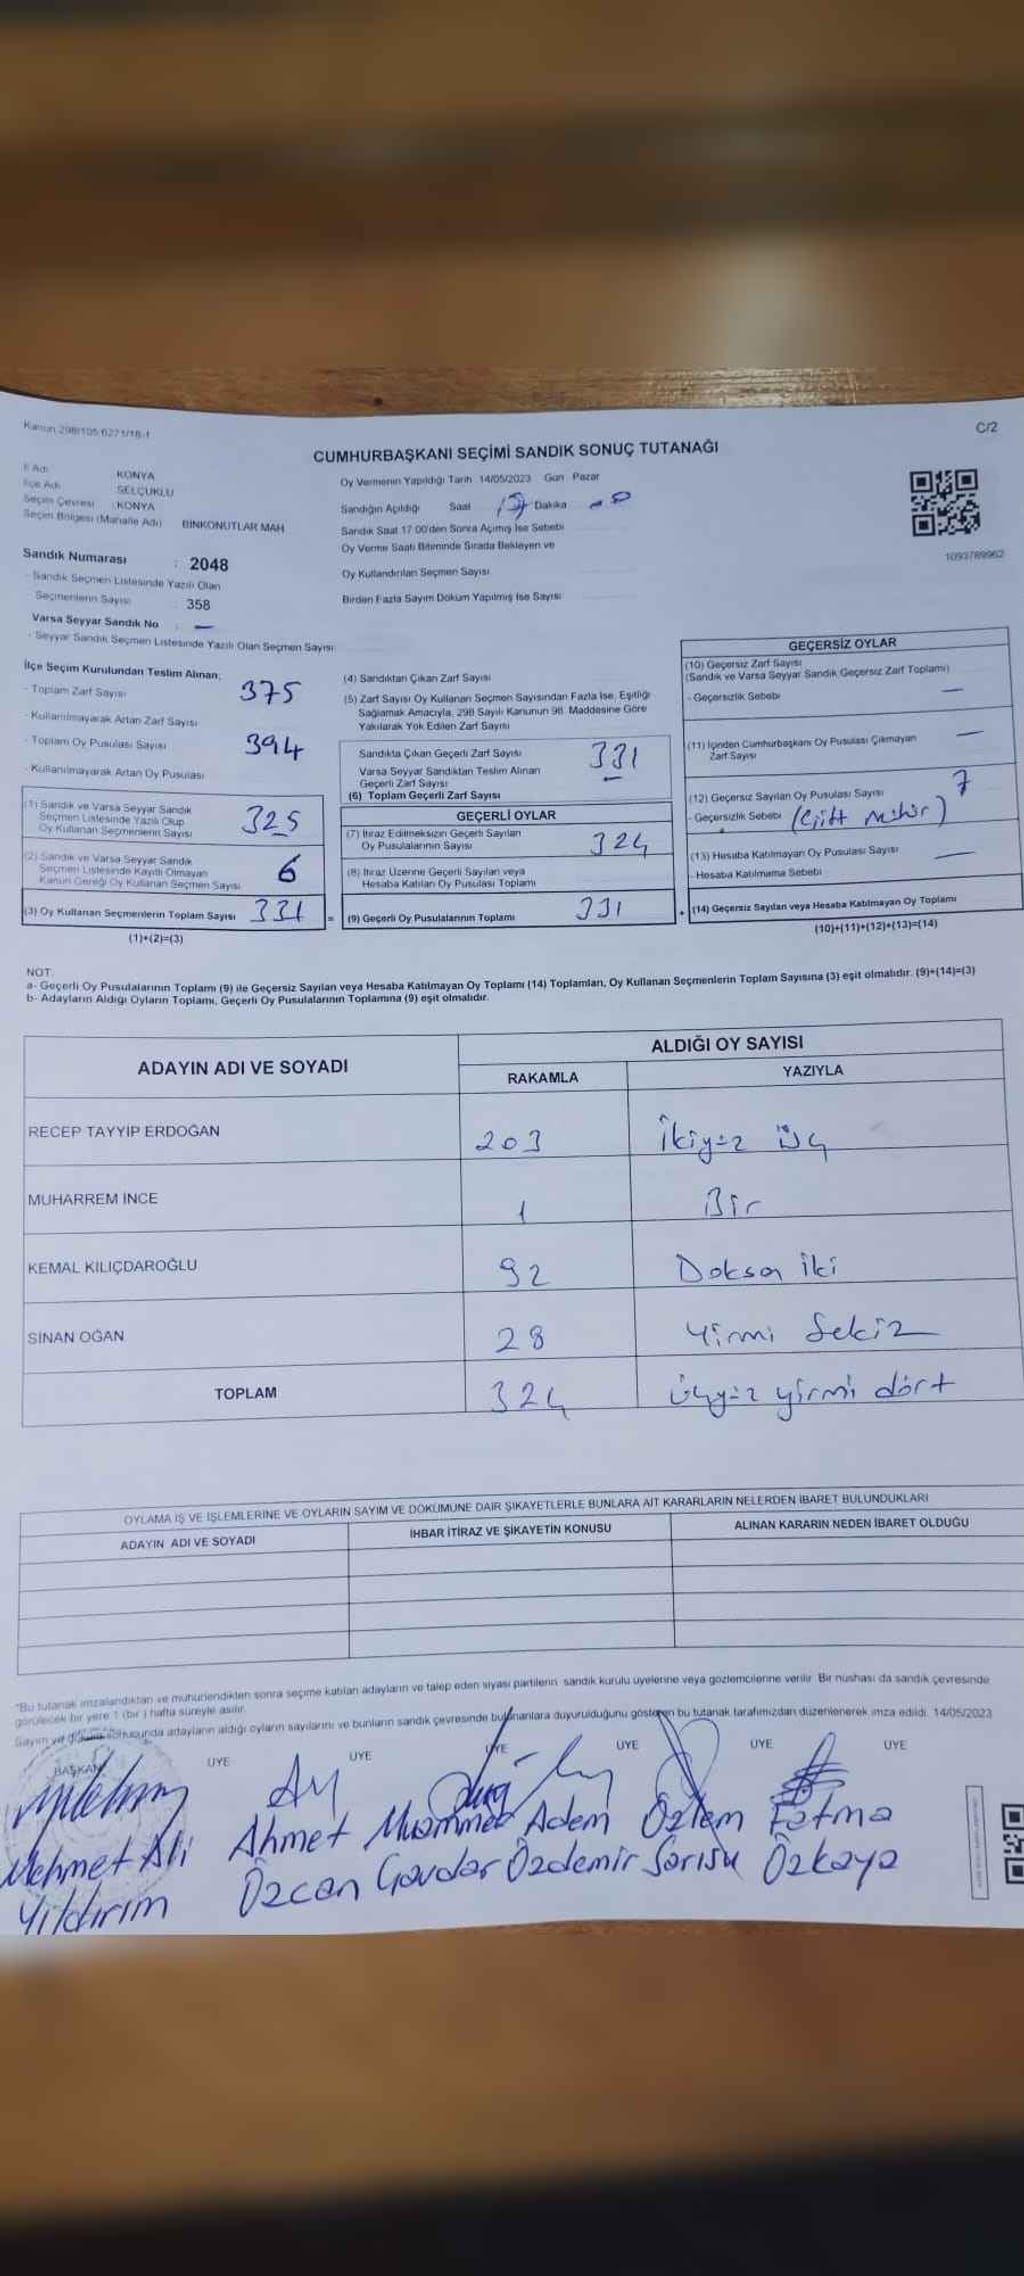 Kanun 298/105 6271/18-1
C/2
CUMHURBAŞKANI SEÇİMİ SANDIK SONUÇ TUTANAĞI
İl Adı KONYA
İlçe Adı SELÇUKLU
Seçim Çevresi KONYA
Seçim Bölgesi (Mahalle Adı) BİNKONUTLAR MAH
Sandık Numarası : 2048
- Sandık Seçmen Listesinde Yazılı Olan
Seçmenlerin Sayısı : 358
Varsa Seyyar Sandık No : —
- Seyyar Sandık Seçmen Listesinde Yazılı Olan Seçmen Sayısı
Oy Vermenin Yapıldığı Tarih 14/05/2023 Gün Pazar
Sandığın Açıldığı Saat 17 Dakika
Sandık Saat 17:00'den Sonra Açımış İse Sebebi
Oy Verme Saati Bitiminde Sırada Bekleyen ve
Oy Kullandırılan Seçmen Sayısı
Birden Fazla Sayım Döküm Yapılmış İse Sayısı
1093789962
İlçe Seçim Kurulundan Teslim Alınan;
- Toplam Zarf Sayısı 375
- Kullanılmayarak Artan Zarf Sayısı
- Toplam Oy Pusulası Sayısı 394
- Kullanılmayarak Artan Oy Pusulası
(1) Sandık ve Varsa Seyyar Sandık
Seçmen Listesinde Yazılı Olup
Oy Kullanan Seçmenlerin Sayısı 325
(2) Sandık ve Varsa Seyyar Sandık
Seçmen Listesinde Kayıtlı Olmayan
Kanun Gereği Oy Kullanan Seçmen Sayısı 6
(3) Oy Kullanan Seçmenlerin Toplam Sayısı 331 =
(1)+(2)=(3)
(4) Sandıktan Çıkan Zarf Sayısı
(5) Zarf Sayısı Oy Kullanan Seçmen Sayısından Fazla İse, Eşitliği
Sağlamak Amacıyla, 298 Sayılı Kanunun 98. Maddesine Göre
Yakılarak Yok Edilen Zarf Sayısı
Sandıkta Çıkan Geçerli Zarf Sayısı 331
Varsa Seyyar Sandıktan Teslim Alınan
Geçerli Zarf Sayısı —
(6) Toplam Geçerli Zarf Sayısı
GEÇERLİ OYLAR
(7) İtiraz Edilmeksizin Geçerli Sayılan
Oy Pusulalarının Sayısı 324
(8) İtiraz Üzerine Geçerli Sayılan veya
Hesaba Katılan Oy Pusulası Toplamı
(9) Geçerli Oy Pusulalarının Toplamı 331 +
GEÇERSİZ OYLAR
(10) Geçersiz Zarf Sayısı
(Sandık ve Varsa Seyyar Sandık Geçersiz Zarf Toplamı)
- Geçersizlik Sebebi —
(11) İçinden Cumhurbaşkanı Oy Pusulası Çıkmayan —
Zarf Sayısı
(12) Geçersiz Sayılan Oy Pusulası Sayısı 7
- Geçersizlik Sebebi (Çift Mühür)
(13) Hesaba Katılmayan Oy Pusulası Sayısı —
- Hesaba Katılmama Sebebi
(14) Geçersiz Sayılan veya Hesaba Katılmayan Oy Toplamı
(10)+(11)+(12)+(13)=(14)
NOT
a- Geçerli Oy Pusulalarının Toplamı (9) ile Geçersiz Sayılan veya Hesaba Katılmayan Oy Toplamı (14) Toplamları, Oy Kullanan Seçmenlerin Toplam Sayısına (3) eşit olmalıdır. (9)+(14)=(3)
b- Adayların Aldığı Oyların Toplamı, Geçerli Oy Pusulalarının Toplamına (9) eşit olmalıdır.
ADAYIN ADI VE SOYADI
ALDIĞI OY SAYISI
RAKAMLA YAZIYLA
RECEP TAYYİP ERDOĞAN 203 İkiyüz üç
MUHARREM İNCE 1 Bir
KEMAL KILIÇDAROĞLU 92 Doksan iki
SİNAN OĞAN 28 Yirmi Sekiz
TOPLAM 324 üçyüz yirmi dört
OYLAMA İŞ VE İŞLEMLERİNE VE OYLARIN SAYIM VE DÖKÜMÜNE DAİR ŞİKAYETLERLE BUNLARA AİT KARARLARIN NELERDEN İBARET BULUNDUKLARI
ADAYIN ADI VE SOYADI İHBAR İTİRAZ VE ŞİKAYETİN KONUSU ALINAN KARARIN NEDEN İBARET OLDUĞU
*Bu tutanak imzalandıktan ve mühürlendikten sonra seçime katılan adayların ve talep eden siyasi partilerin sandık kurulu üyelerine veya gözlemcilerine verilir. Bir nüshası da sandık çevresinde
görülecek bir yere 1 (bir) hafta süreyle asılır.
Sayım ve döküm sonucunda adayların aldığı oyların sayılarını ve bunların sandık çevresinde bulunanlara duyurulduğunu gösteren bu tutanak tarafımızdan düzenlenerek imza edildi. 14/05/2023
BAŞKAN ÜYE ÜYE ÜYE ÜYE ÜYE ÜYE
Mehmet Ali Ahmet Muammer Adem Özlem Fatma
Yıldırım Özcan Gavdar Özdemir Sarısu Özkaya